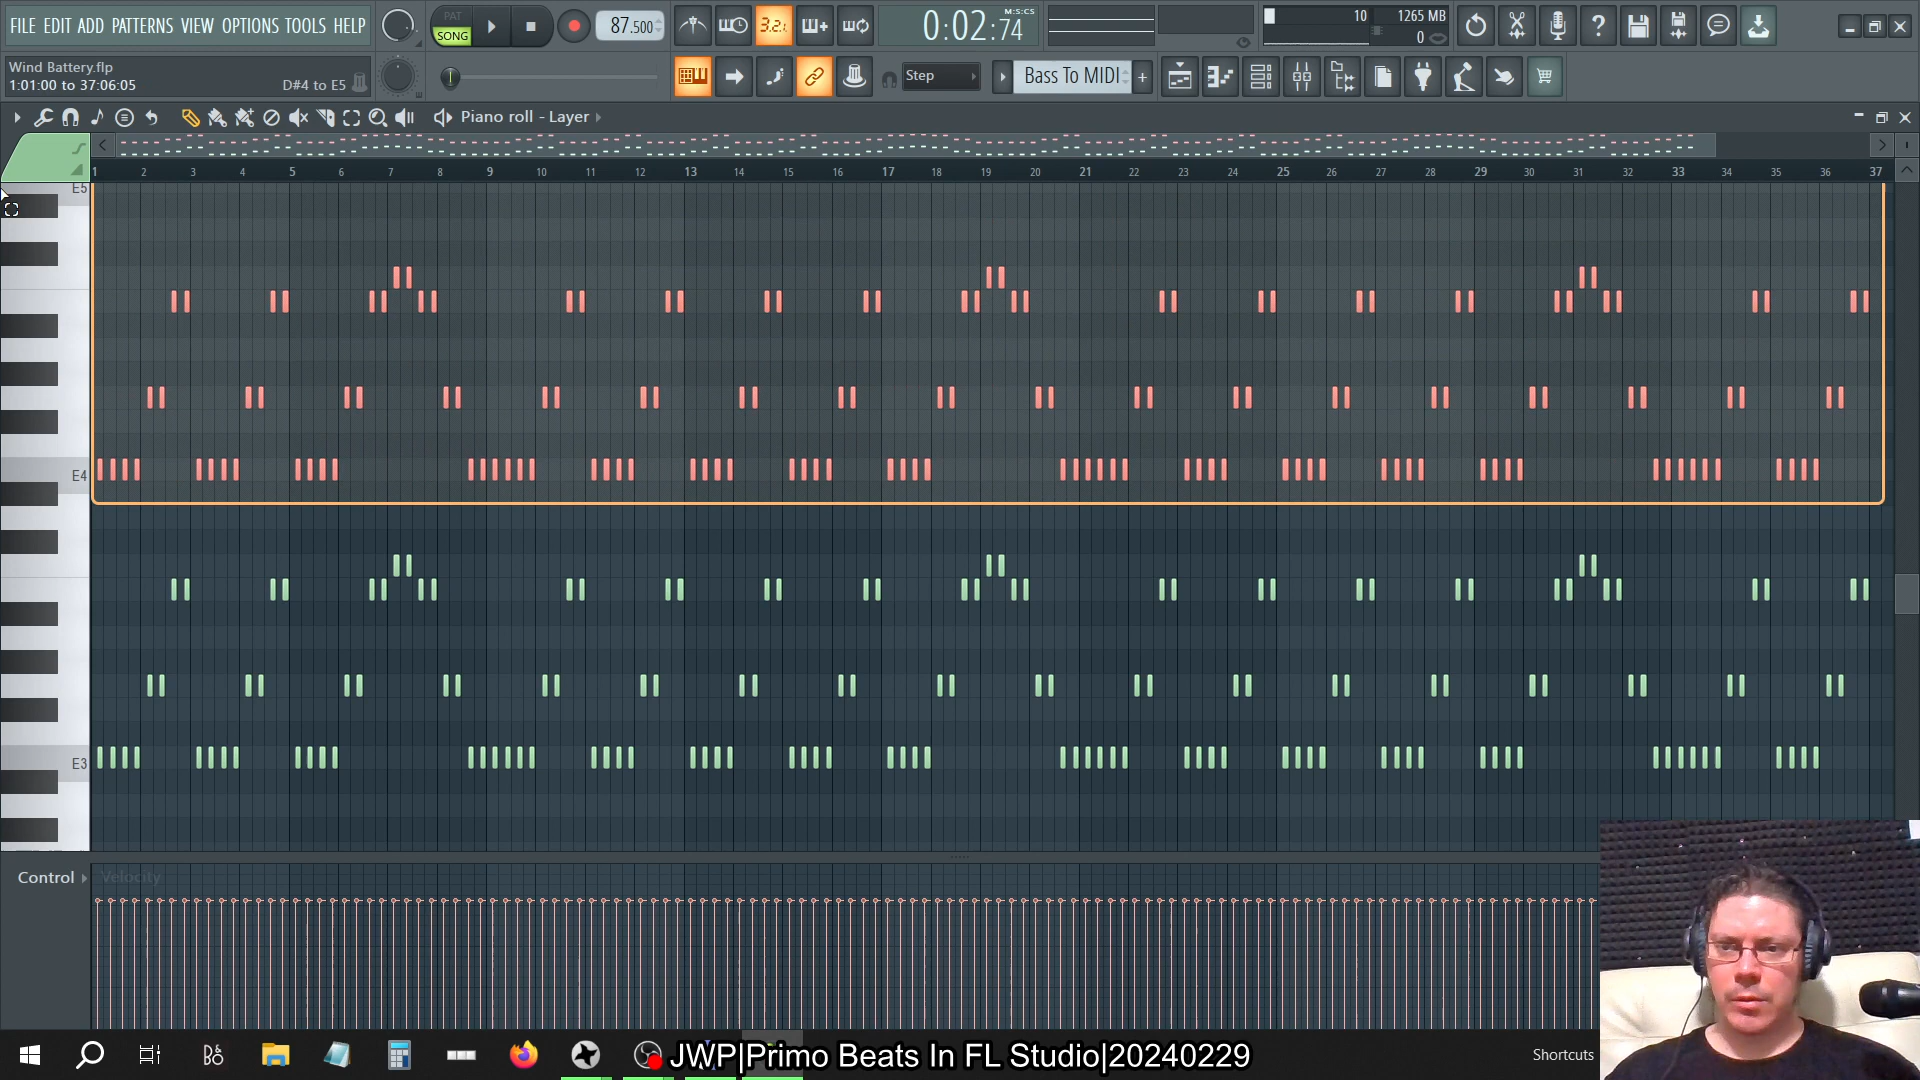 FILE EDIT ADD PATTERNS VIEW OPTIONS TOOLS HELP
PAT
SONG
87.500
3.2.
0:02:74
M:S:CS
10
1265 MB
0
Wind Battery.flp
1:01:00 to 37:06:05
D#4 to E5
Step
Bass To MIDI
Piano roll - Layer
1 2 3 4 5 6 7 8 9 10 11 12 13 14 15 16 17 18 19 20 21 22 23 24 25 26 27 28 29 30 31 32 33 34 35 36 37
E5
E4
E3
Control
Velocity
JWP|Primo Beats In FL Studio|20240229
Shortcuts